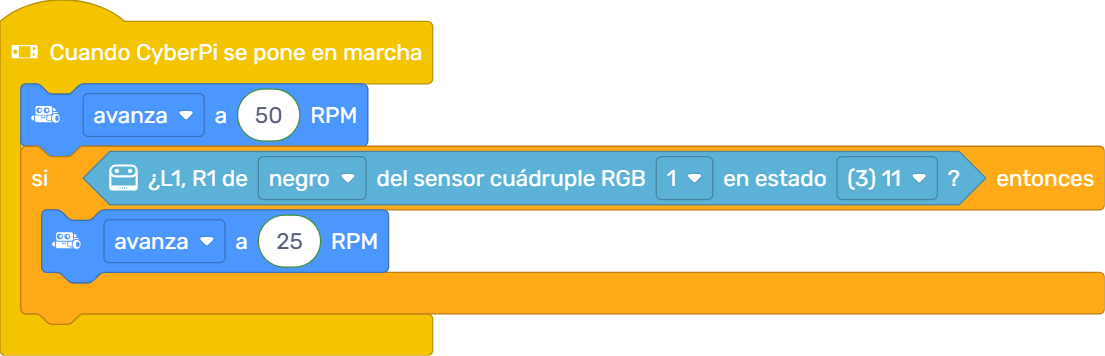 Cuando CyberPi se pone en marcha
avanza a 50 RPM
si ¿L1, R1 de negro del sensor cuádruple RGB 1 en estado (3) 11 ? entonces
avanza a 25 RPM